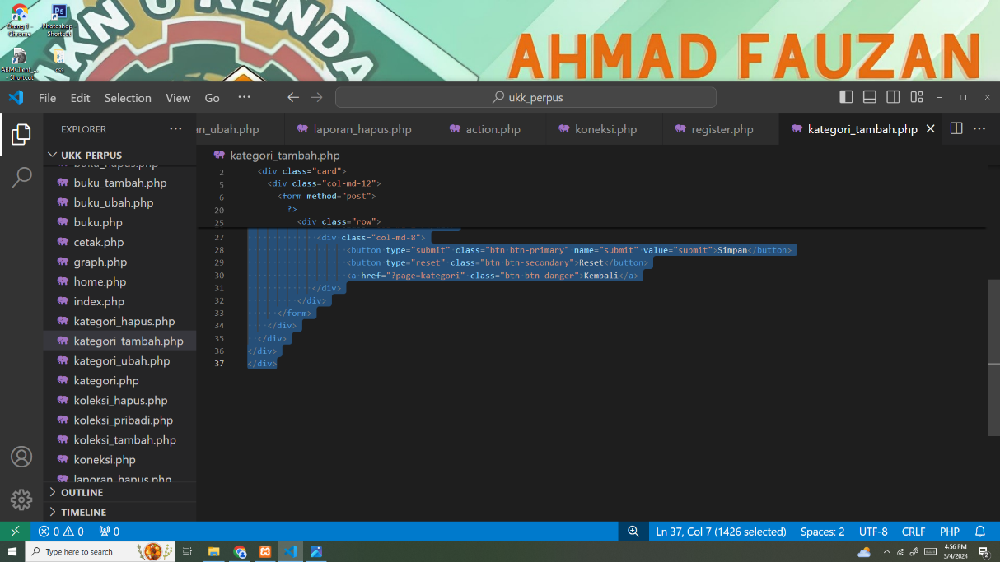 KN 6 KENDA
AHMAD FAUZAN
Chang 1 - Chrome
Photoshop - Shortcut
ABMClient_... - Shortcut
css
File Edit Selection View Go ···
ukk_perpus
EXPLORER ···
an_ubah.php
laporan_hapus.php
action.php
koneksi.php
register.php
kategori_tambah.php
UKK_PERPUS
buku_hapus.php
buku_tambah.php
buku_ubah.php
buku.php
cetak.php
graph.php
home.php
index.php
kategori_hapus.php
kategori_tambah.php
kategori_ubah.php
kategori.php
koleksi_hapus.php
koleksi_pribadi.php
koleksi_tambah.php
koneksi.php
laporan_hapus.php
OUTLINE
TIMELINE
kategori_tambah.php
2 <div class="card">
5 <div class="col-md-12">
6 <form method="post">
20 ?>
25 <div class="row">
27 <div class="col-md-8">
28 <button type="submit" class="btn btn-primary" name="submit" value="submit">Simpan</button>
29 <button type="reset" class="btn btn-secondary">Reset</button>
30 <a href="?page=kategori" class="btn btn-danger">Kembali</a>
31 </div>
32 </div>
33 </form>
34 </div>
35 </div>
36 </div>
37 </div>
0 0 0
Ln 37, Col 7 (1426 selected) Spaces: 2 UTF-8 CRLF PHP
Type here to search
4:56 PM
3/4/2024
2